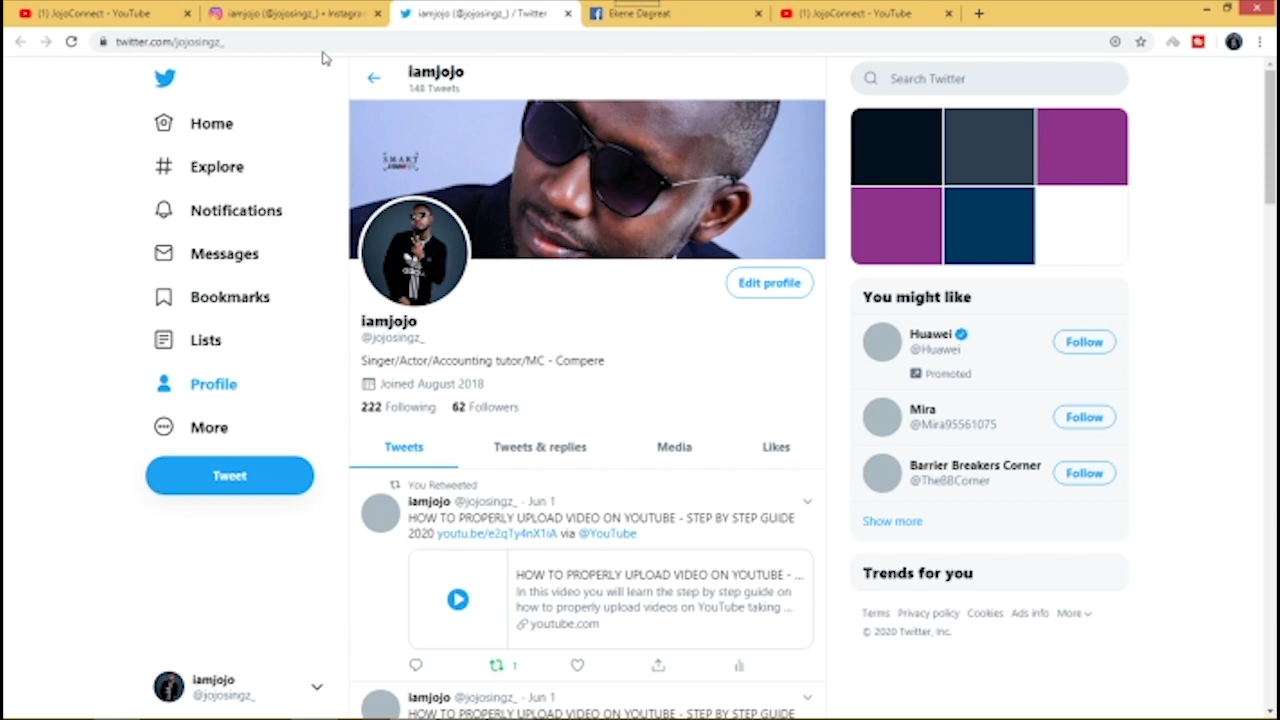 (1) JojoConnect - YouTube
iamjojo (@jojosingz_) • Instagra
iamjojo (@jojosingz_) / Twitter
Ekene Dagreat
(1) JojoConnect - YouTube
twitter.com/jojosingz_
Home
Explore
Notifications
Messages
Bookmarks
Lists
Profile
More
Tweet
iamjojo
@jojosingz_
iamjojo
148 Tweets
SMART
Edit profile
iamjojo
@jojosingz_
Singer/Actor/Accounting tutor/MC - Compere
Joined August 2018
222 Following 62 Followers
Tweets Tweets & replies Media Likes
You Retweeted
iamjojo @jojosingz_ · Jun 1
HOW TO PROPERLY UPLOAD VIDEO ON YOUTUBE - STEP BY STEP GUIDE
2020 youtu.be/e2qTy4nX1iA via @YouTube
HOW TO PROPERLY UPLOAD VIDEO ON YOUTUBE - ...
In this video you will learn the step by step guide on
how to properly upload videos on YouTube taking ...
youtube.com
1
iamjojo @jojosingz_ · Jun 1
HOW TO PROPERLY UPLOAD VIDEO ON YOUTUBE - STEP BY STEP GUIDE
Search Twitter
You might like
Huawei
@Huawei
Promoted
Follow
Mira
@Mira95561075
Follow
Barrier Breakers Corner
@TheBBCorner
Follow
Show more
Trends for you
Terms Privacy policy Cookies Ads info More
© 2020 Twitter, Inc.